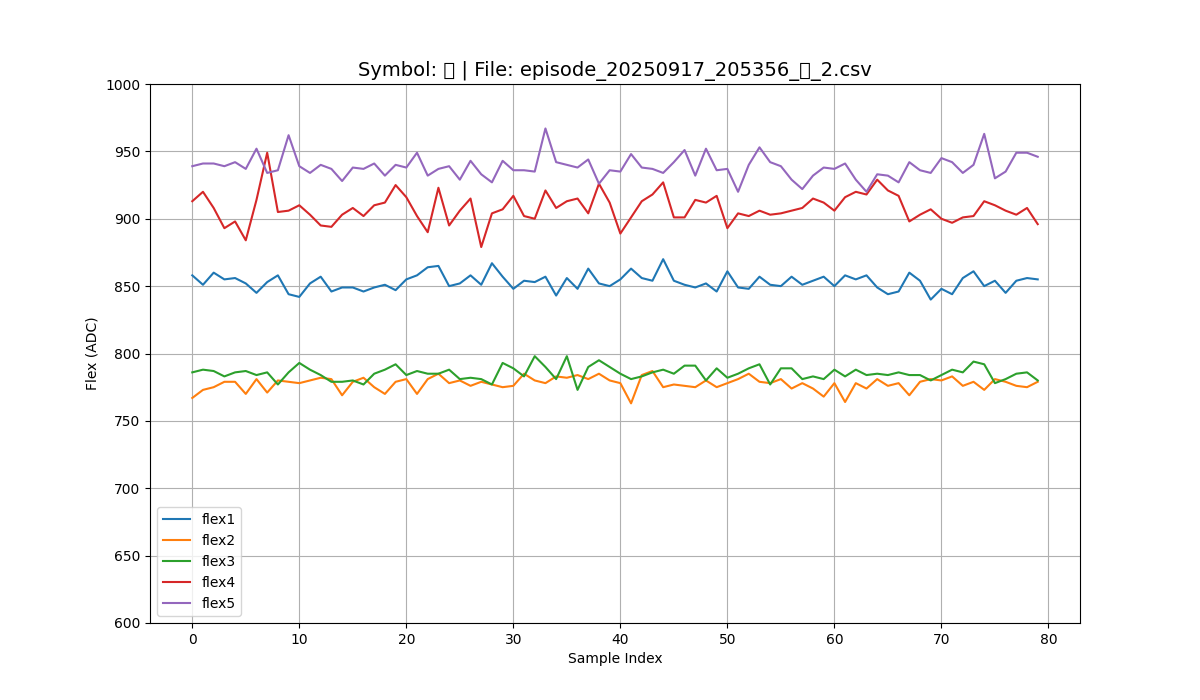 Symbol: ▯ | File: episode_20250917_205356_▯_2.csv
1000
950
900
850
800
750
700
650
600
Flex (ADC)
flex1
flex2
flex3
flex4
flex5
0 10 20 30 40 50 60 70 80
Sample Index